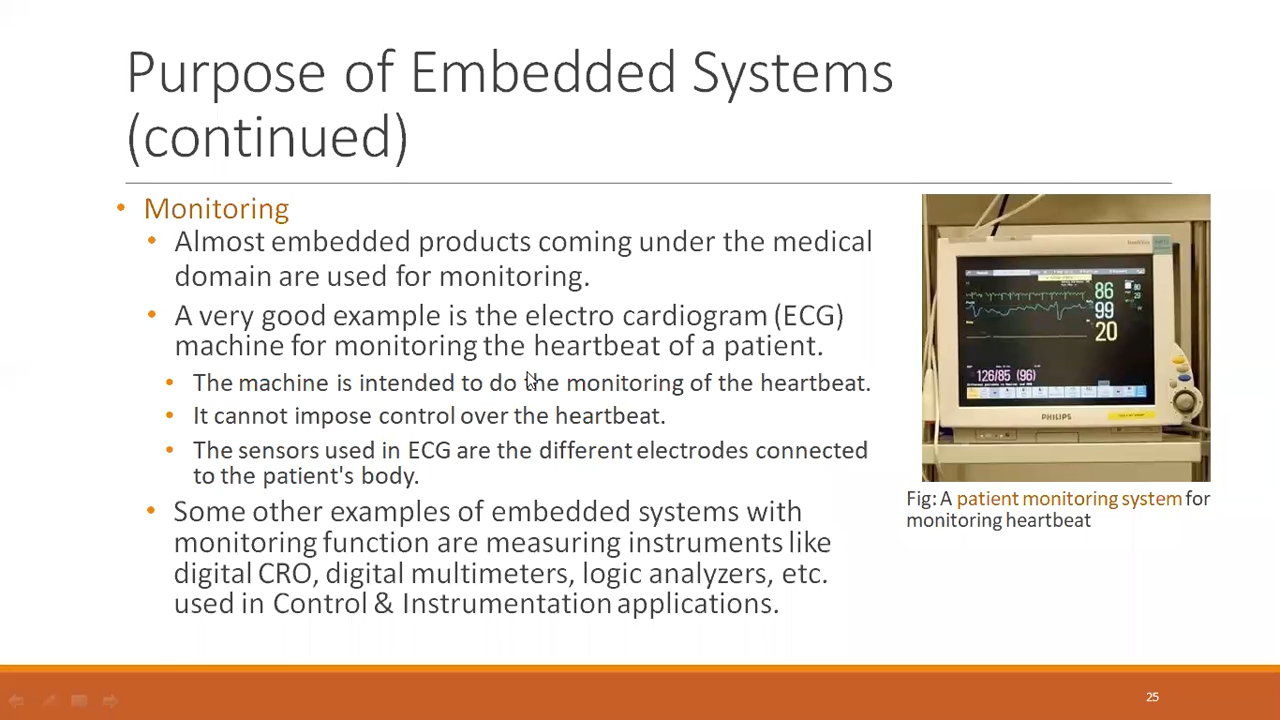 Purpose of Embedded Systems
(continued)
• Monitoring
• Almost embedded products coming under the medical
domain are used for monitoring.
• A very good example is the electro cardiogram (ECG)
machine for monitoring the heartbeat of a patient.
• The machine is intended to do the monitoring of the heartbeat.
• It cannot impose control over the heartbeat.
• The sensors used in ECG are the different electrodes connected
to the patient's body.
• Some other examples of embedded systems with
monitoring function are measuring instruments like
digital CRO, digital multimeters, logic analyzers, etc.
used in Control & Instrumentation applications.
86
99
20
126/85 (96)
PHILIPS
Fig: A patient monitoring system for
monitoring heartbeat
25